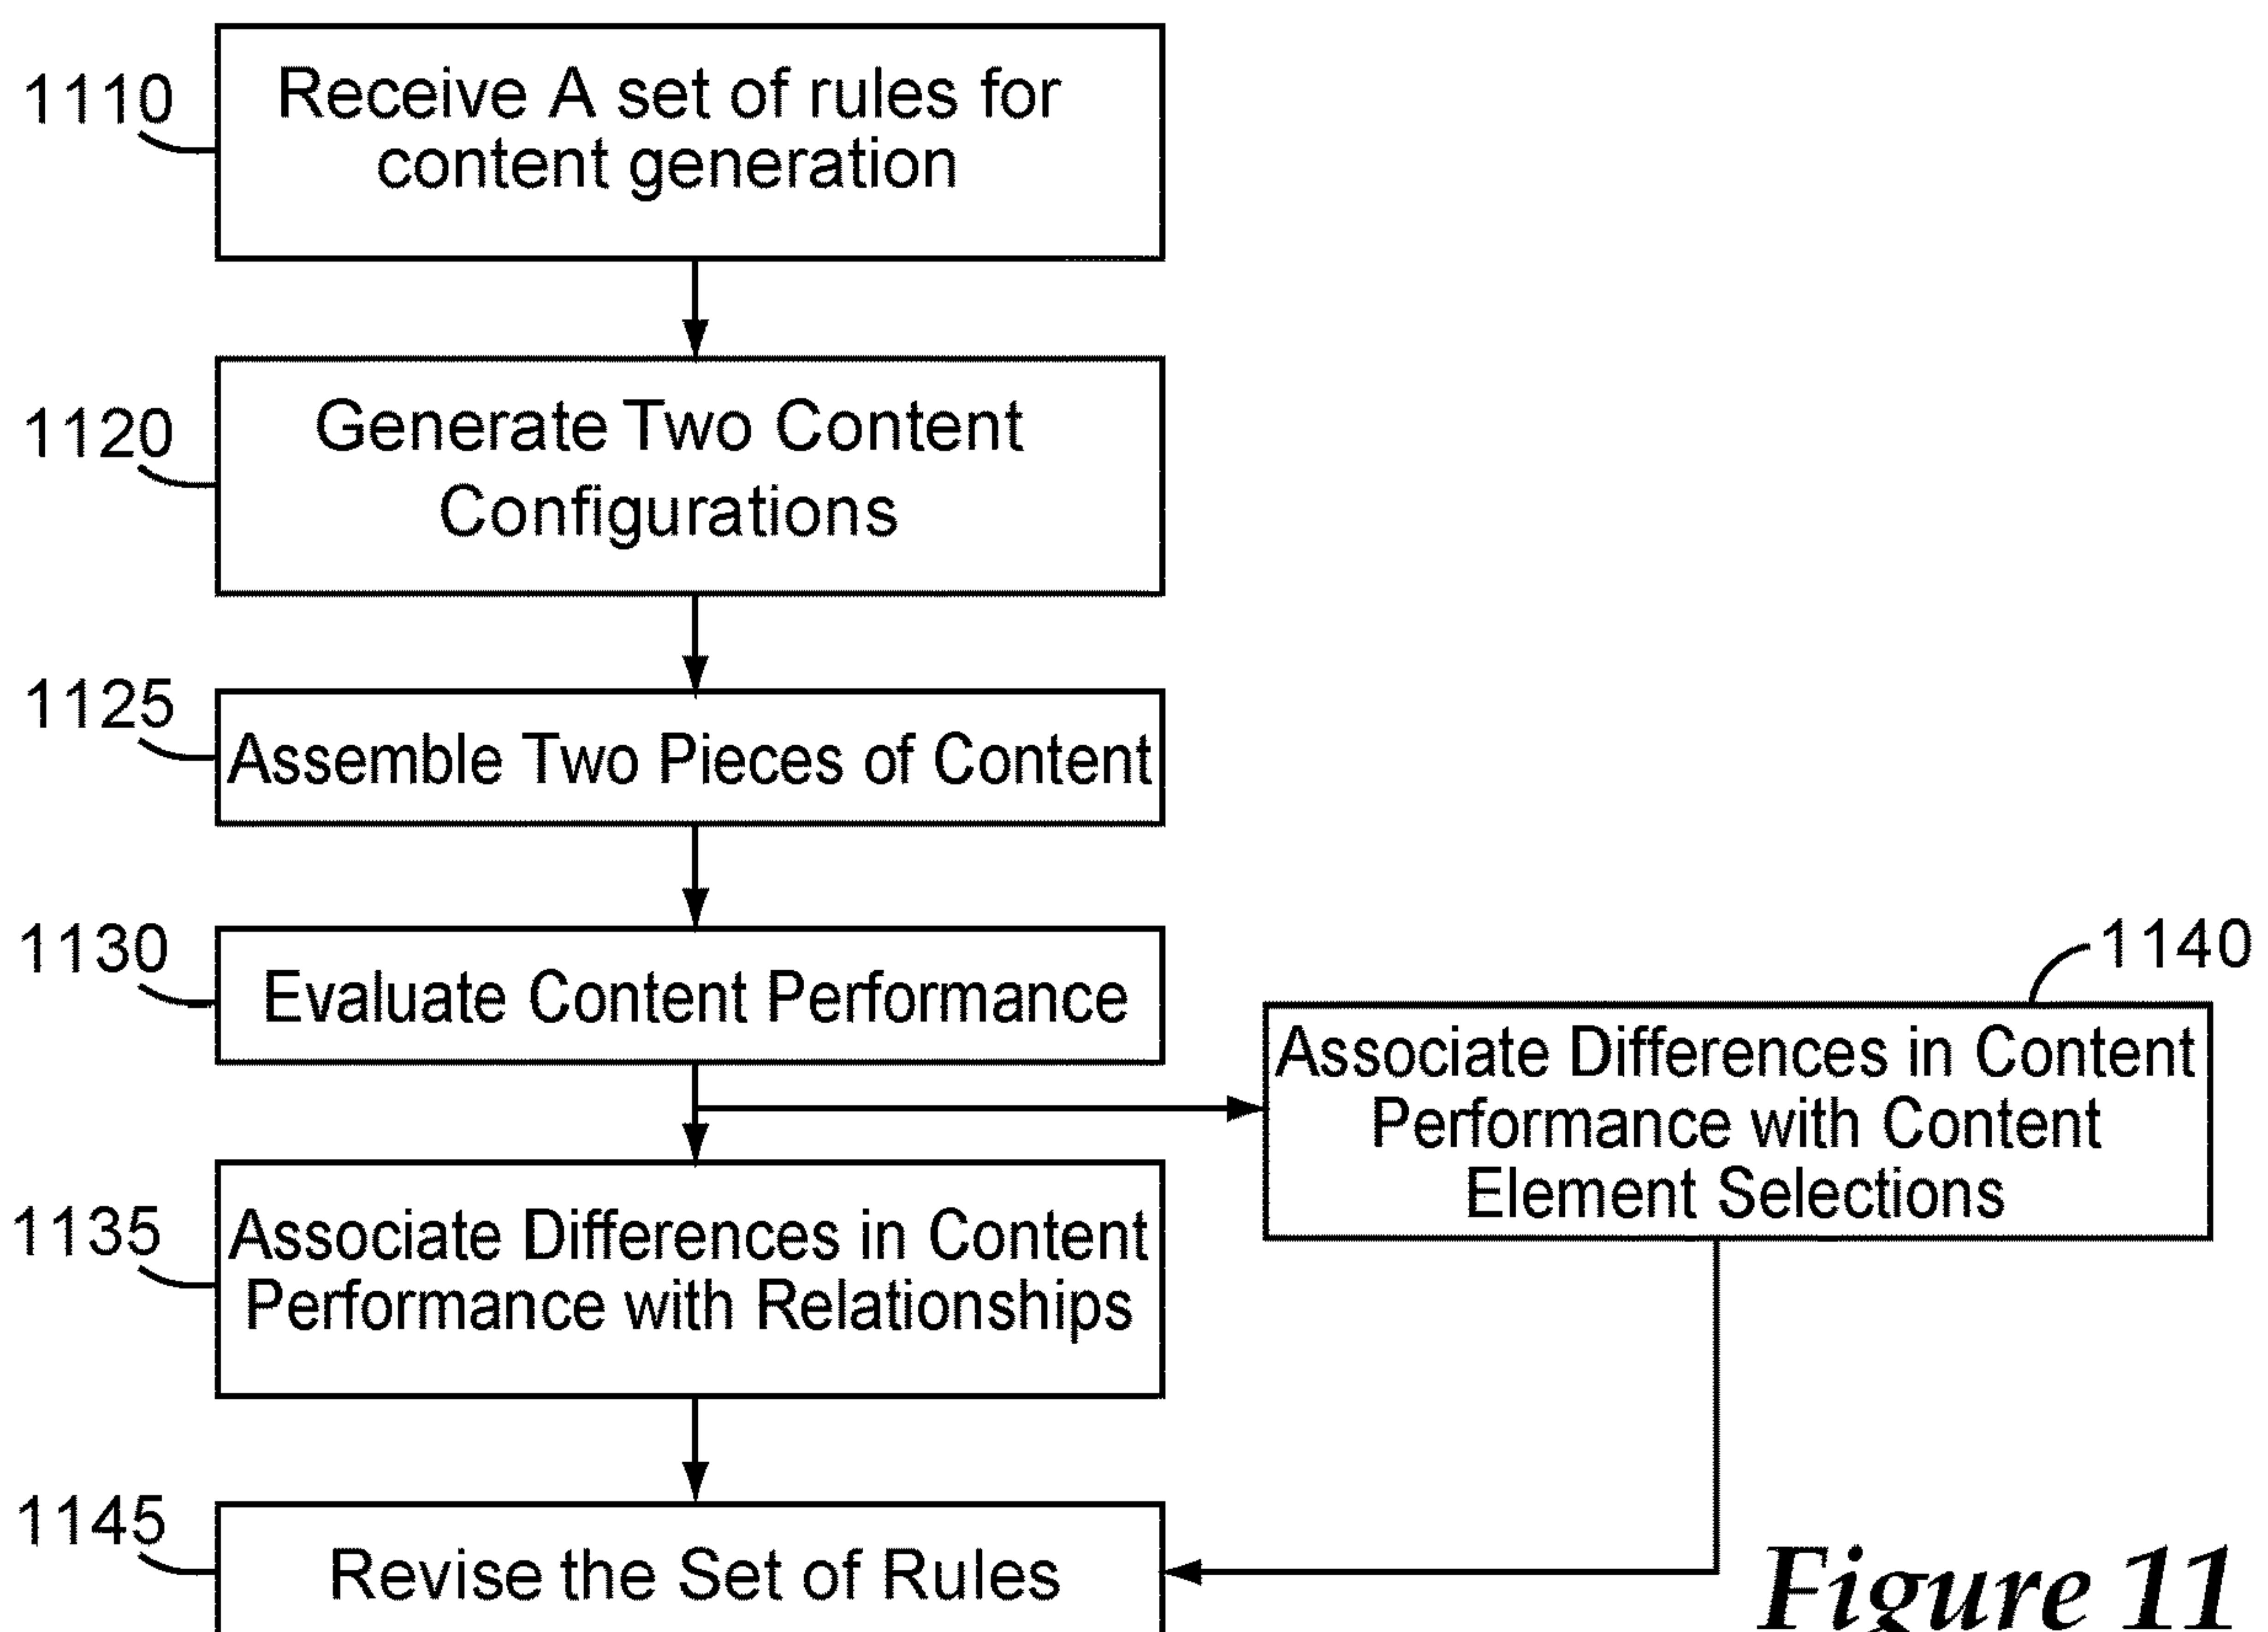 1110
Receive A set of rules for
content generation
1120
Generate Two Content
Configurations
1125
Assemble Two Pieces of Content
1130
Evaluate Content Performance
1140
Associate Differences in Content
Performance with Content
Element Selections
1135
Associate Differences in Content
Performance with Relationships
1145
Revise the Set of Rules
Figure 11